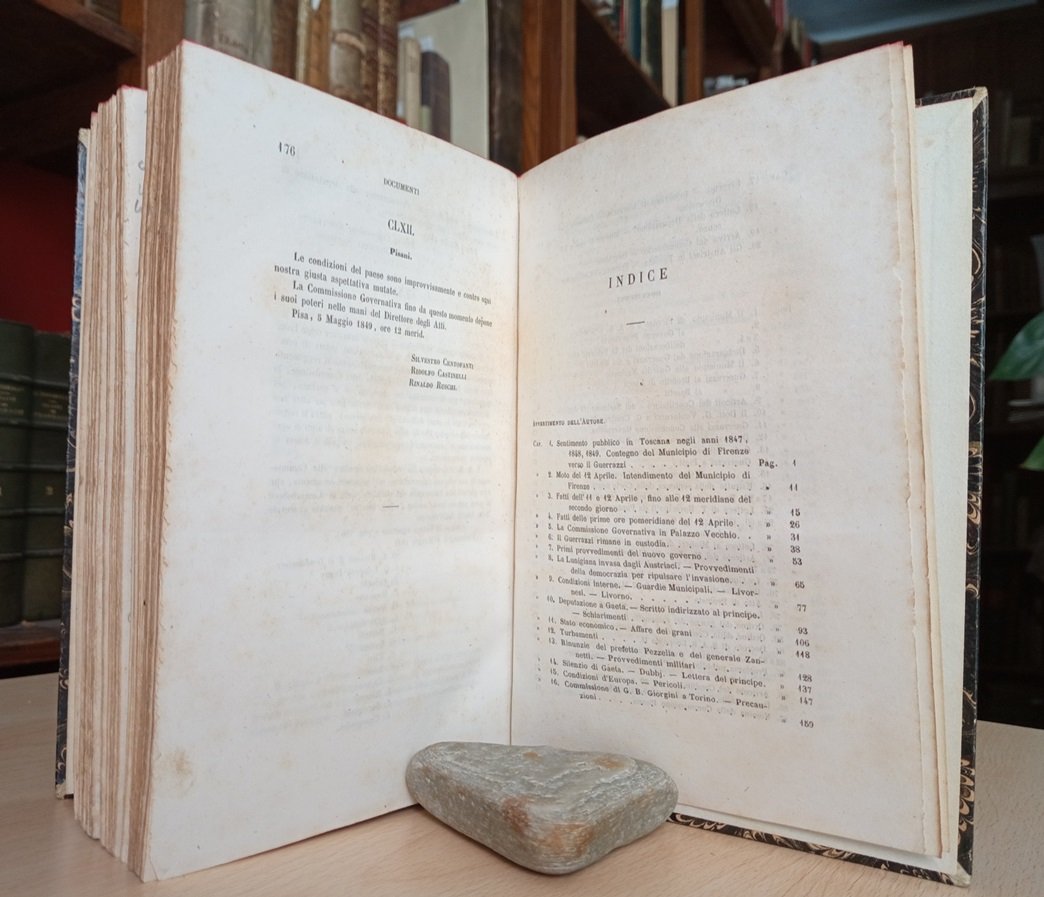 176
DOCUMENTI
CLXII.
Pisani.
Le condizioni del paese sono improvvisamente e contro ogni
nostra giusta aspettativa mutate.
La Commissione Governativa fino da questo momento depone
i suoi poteri nelle mani del Direttore degli Atti.
Pisa, 5 Maggio 1849, ore 12 merid.
Silvestro Centofanti
Ridolfo Castinelli
Rinaldo Ruschi.
INDICE
Avvertimento dell'Autore.
Cap. 1. Sentimento pubblico in Toscana negli anni 1847,
1848, 1849. Contegno del Municipio di Firenze
verso il Guerrazzi . . . . . . . . . Pag. 1
» 2. Moto del 12 Aprile. Intendimento del Municipio di
Firenze . . . . . . . . . » 11
» 3. Fatti dell'11 e 12 Aprile, fino alle 12 meridiane del
secondo giorno . . . . . . . . . » 15
» 4. Fatti delle prime ore pomeridiane del 12 Aprile . » 26
» 5. La Commissione Governativa in Palazzo Vecchio. » 31
» 6. Il Guerrazzi rimane in custodia . . . . . . » 38
» 7. Primi provvedimenti del nuovo governo . . . . » 53
» 8. La Lunigiana invasa dagli Austriaci. — Provvedimenti
della democrazia per ripulsare l'invasione. . . » 65
» 9. Condizioni interne. — Guardie Municipali. — Livor-
nesi. — Livorno. . . . . . . . . » 77
» 10. Deputazione a Gaeta. — Scritto indirizzato al principe.
— Schiarimenti . . . . . . . . . » 93
» 11. Stato economico. — Affare dei grani . . . . » 106
» 12. Turbamenti . . . . . . . . . » 118
» 13. Rinunzie del prefetto Pezzella e del generale Zan-
netti. — Provvedimenti militari . . . . . » 128
» 14. Silenzio di Gaeta. — Dubbj. — Lettera del principe. » 137
» 15. Condizioni d'Europa. — Pericoli. . . . . . » 147
» 16. Commissione di G. B. Giorgini a Torino. — Precau-
zioni . . . . . . . . . » 159